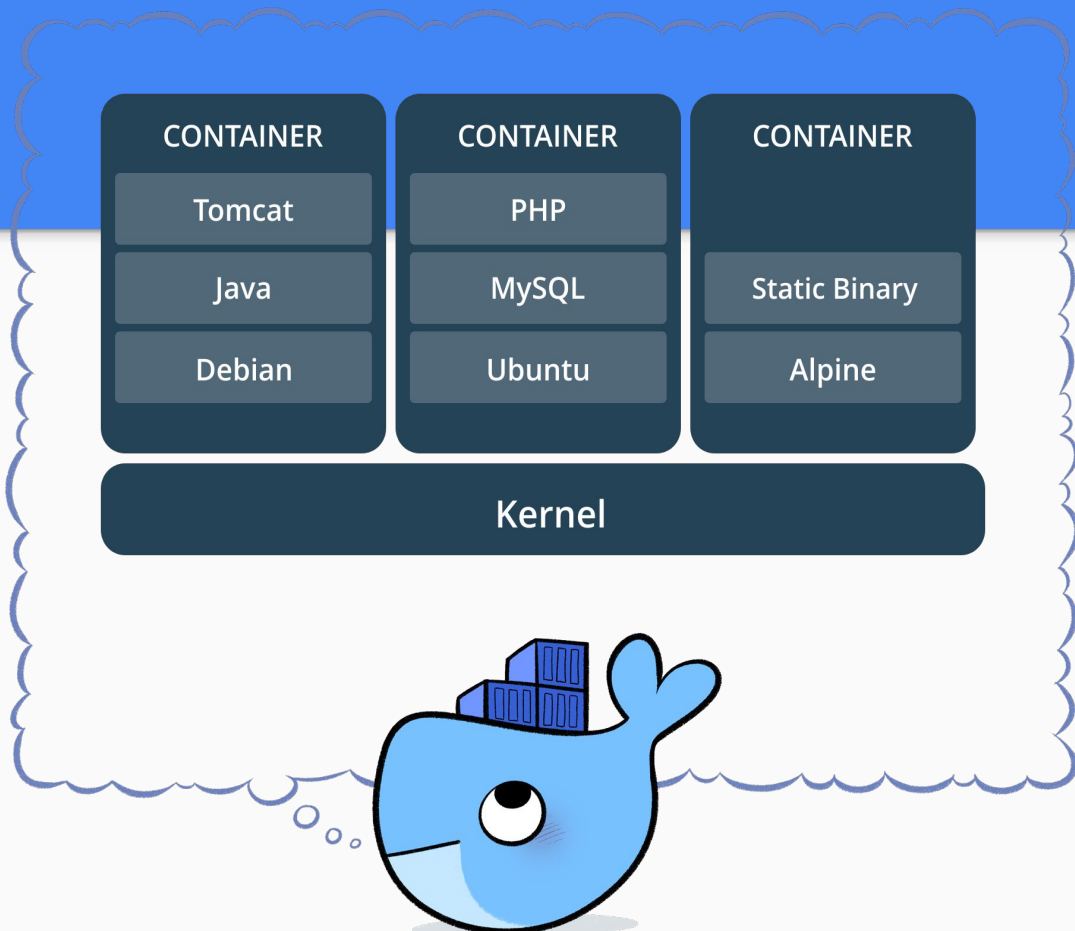 CONTAINER
Tomcat
Java
Debian
CONTAINER
PHP
MySQL
Ubuntu
CONTAINER
Static Binary
Alpine
Kernel